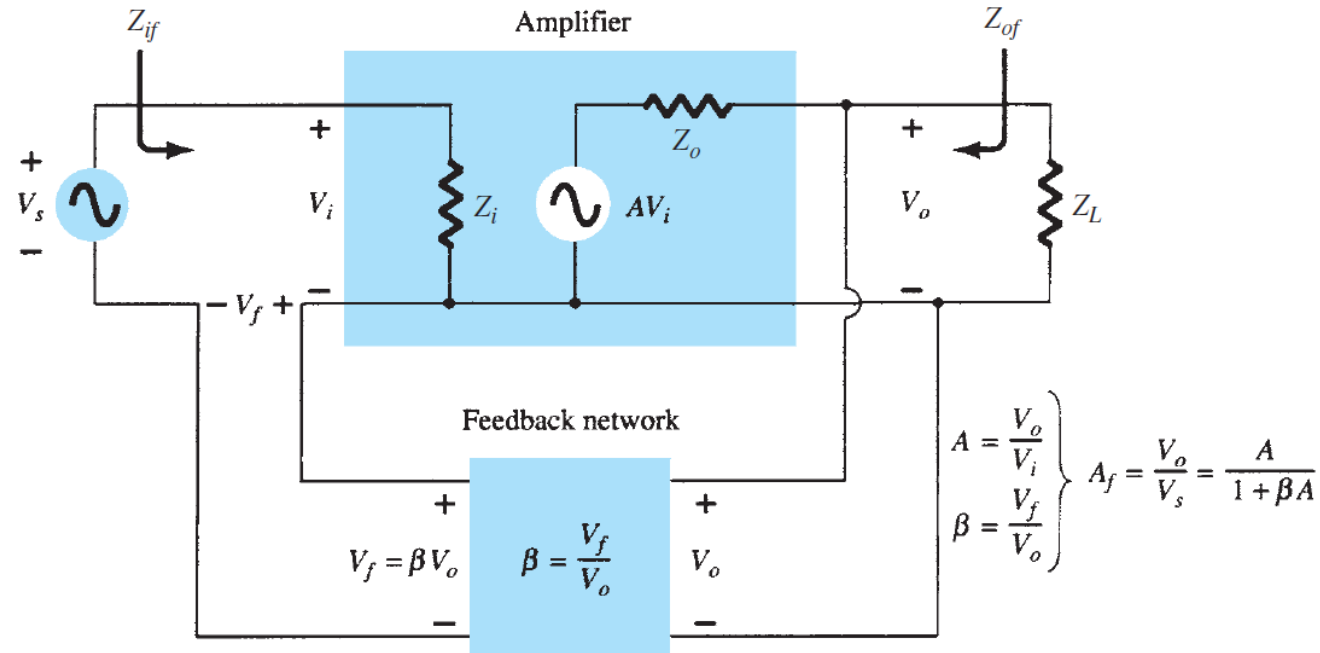 Z_if
Amplifier
Z_of
+
Z_o
+
+
V_s
V_i
Z_i
AV_i
V_o
Z_L
−
− V_f +
−
−
Feedback network
A = V_o/V_i
β = V_f/V_o
A_f = V_o/V_s = A/(1 + βA)
+
+
V_f = βV_o
β = V_f/V_o
V_o
−
−